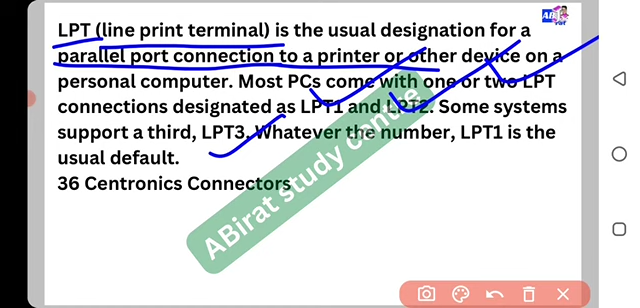 LPT (line print terminal) is the usual designation for a
parallel port connection to a printer or other device on a
personal computer. Most PCs come with one or two LPT
connections designated as LPT1 and LPT2. Some systems
support a third, LPT3. Whatever the number, LPT1 is the
usual default.
36 Centronics Connectors
ABirat study centre